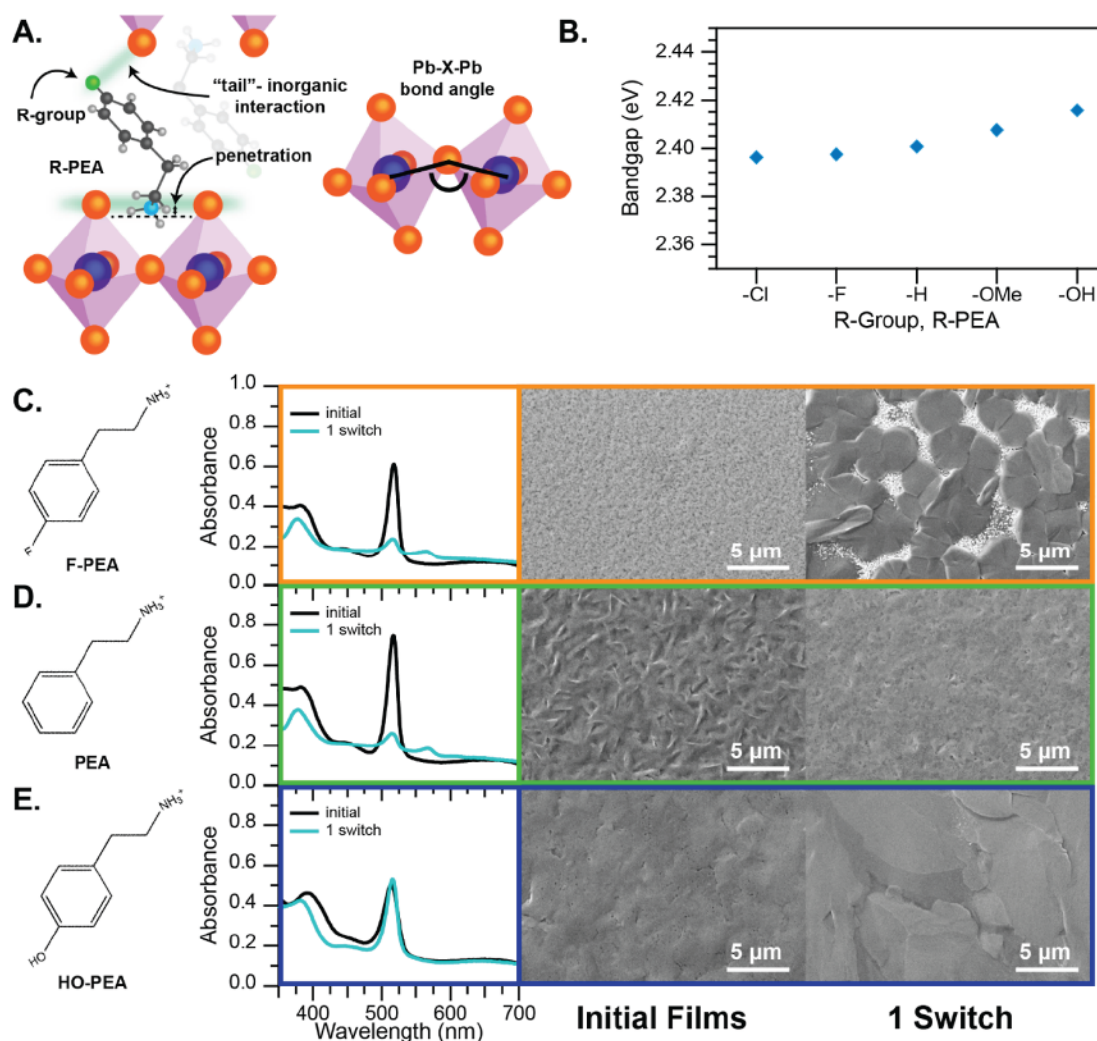 A.
R-group
"tail"- inorganic
interaction
R-PEA
penetration
Pb-X-Pb
bond angle
B.
Bandgap (eV)
2.44
2.42
2.40
2.38
2.36
-Cl
-F
-H
-OMe
-OH
R-Group, R-PEA
C.
NH₃⁺
F
F-PEA
Absorbance
1.0
0.8
0.6
0.4
0.2
0.0
initial
1 switch
5 μm
5 μm
D.
NH₃⁺
PEA
Absorbance
0.8
0.6
0.4
0.2
0.0
initial
1 switch
5 μm
5 μm
E.
NH₃⁺
HO
HO-PEA
Absorbance
0.8
0.6
0.4
0.2
0.0
initial
1 switch
5 μm
5 μm
400
500
600
700
Wavelength (nm)
Initial Films
1 Switch